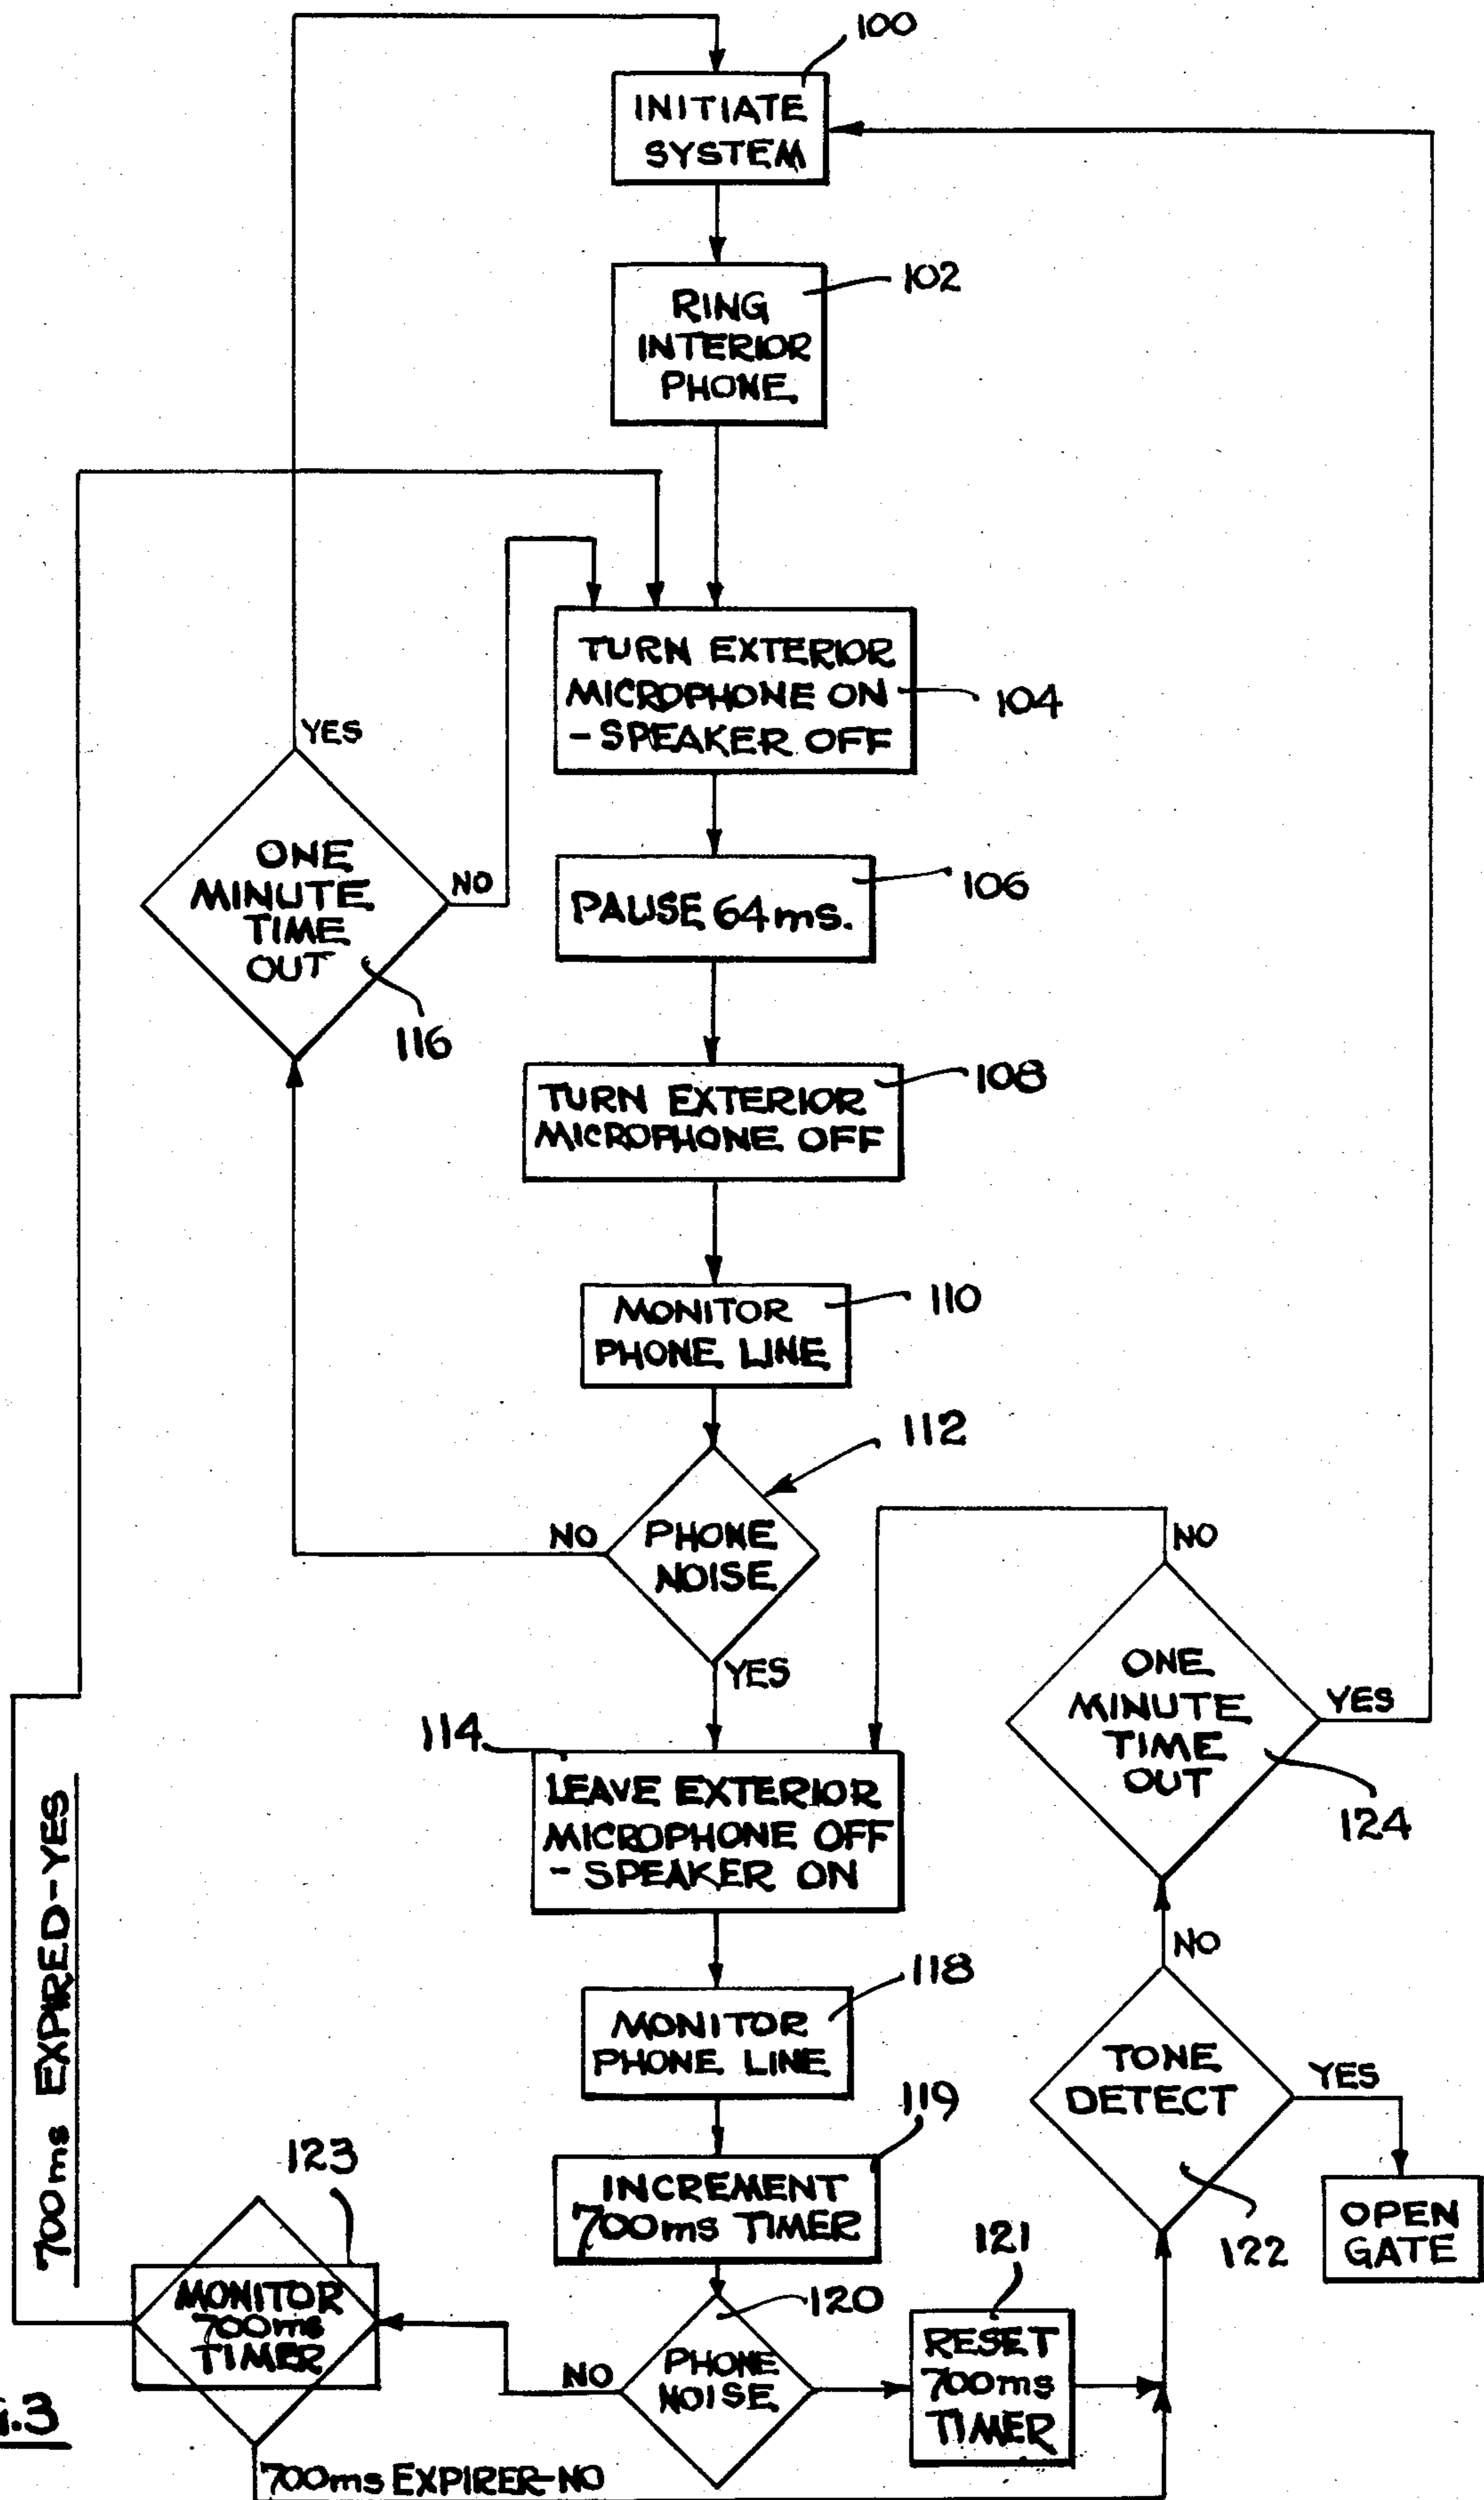 100
INITIATE
SYSTEM
102
RING
INTERIOR
PHONE
TURN EXTERIOR
MICROPHONE ON
- SPEAKER OFF
104
YES
ONE
MINUTE
TIME
OUT
NO
116
PAUSE 64 ms.
106
TURN EXTERIOR
MICROPHONE OFF
108
MONITOR
PHONE LINE
110
112
NO
PHONE
NOISE
YES
NO
ONE
MINUTE
TIME
OUT
YES
124
114
LEAVE EXTERIOR
MICROPHONE OFF
- SPEAKER ON
700ms EXPIRED-YES
118
MONITOR
PHONE LINE
NO
TONE
DETECT
YES
122
OPEN
GATE
119
INCREMENT
700ms TIMER
123
MONITOR
700ms
TIMER
120
NO
PHONE
NOISE
121
RESET
700ms
TIMER
700ms EXPIRER-NO
.3